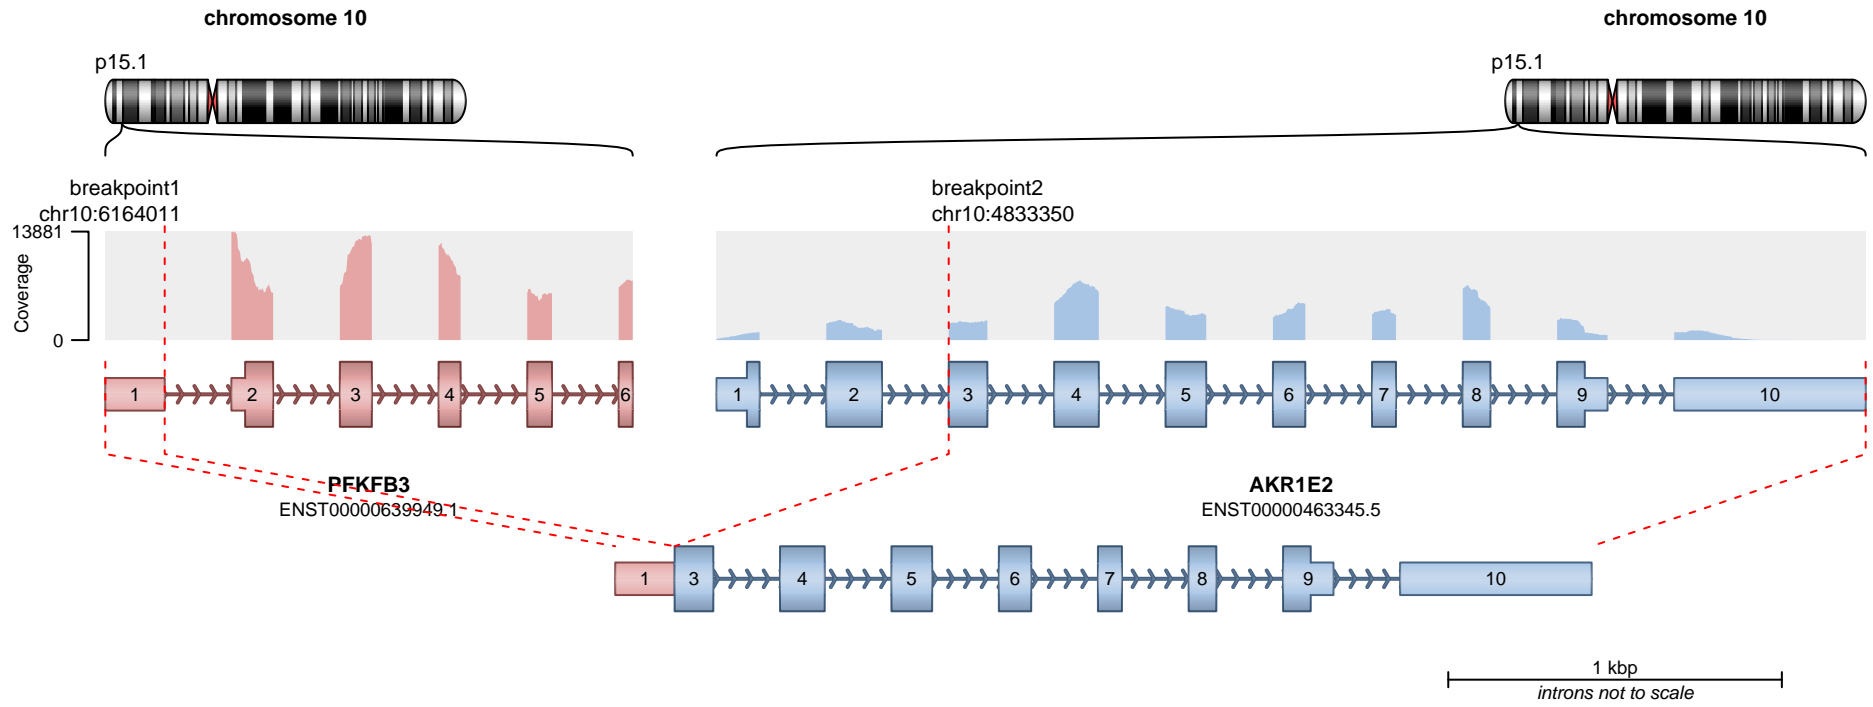 chromosome 10
chromosome 10
p15.1
p15.1
breakpoint1
chr10:6164011
breakpoint2
chr10:4833350
13881
Coverage
0
1 2 3 4 5 6
1 2 3 4 5 6 7 8 9 10
PFKFB3
ENST00000639949.1
AKR1E2
ENST00000463345.5
1 3 4 5 6 7 8 9 10
1 kbp
introns not to scale